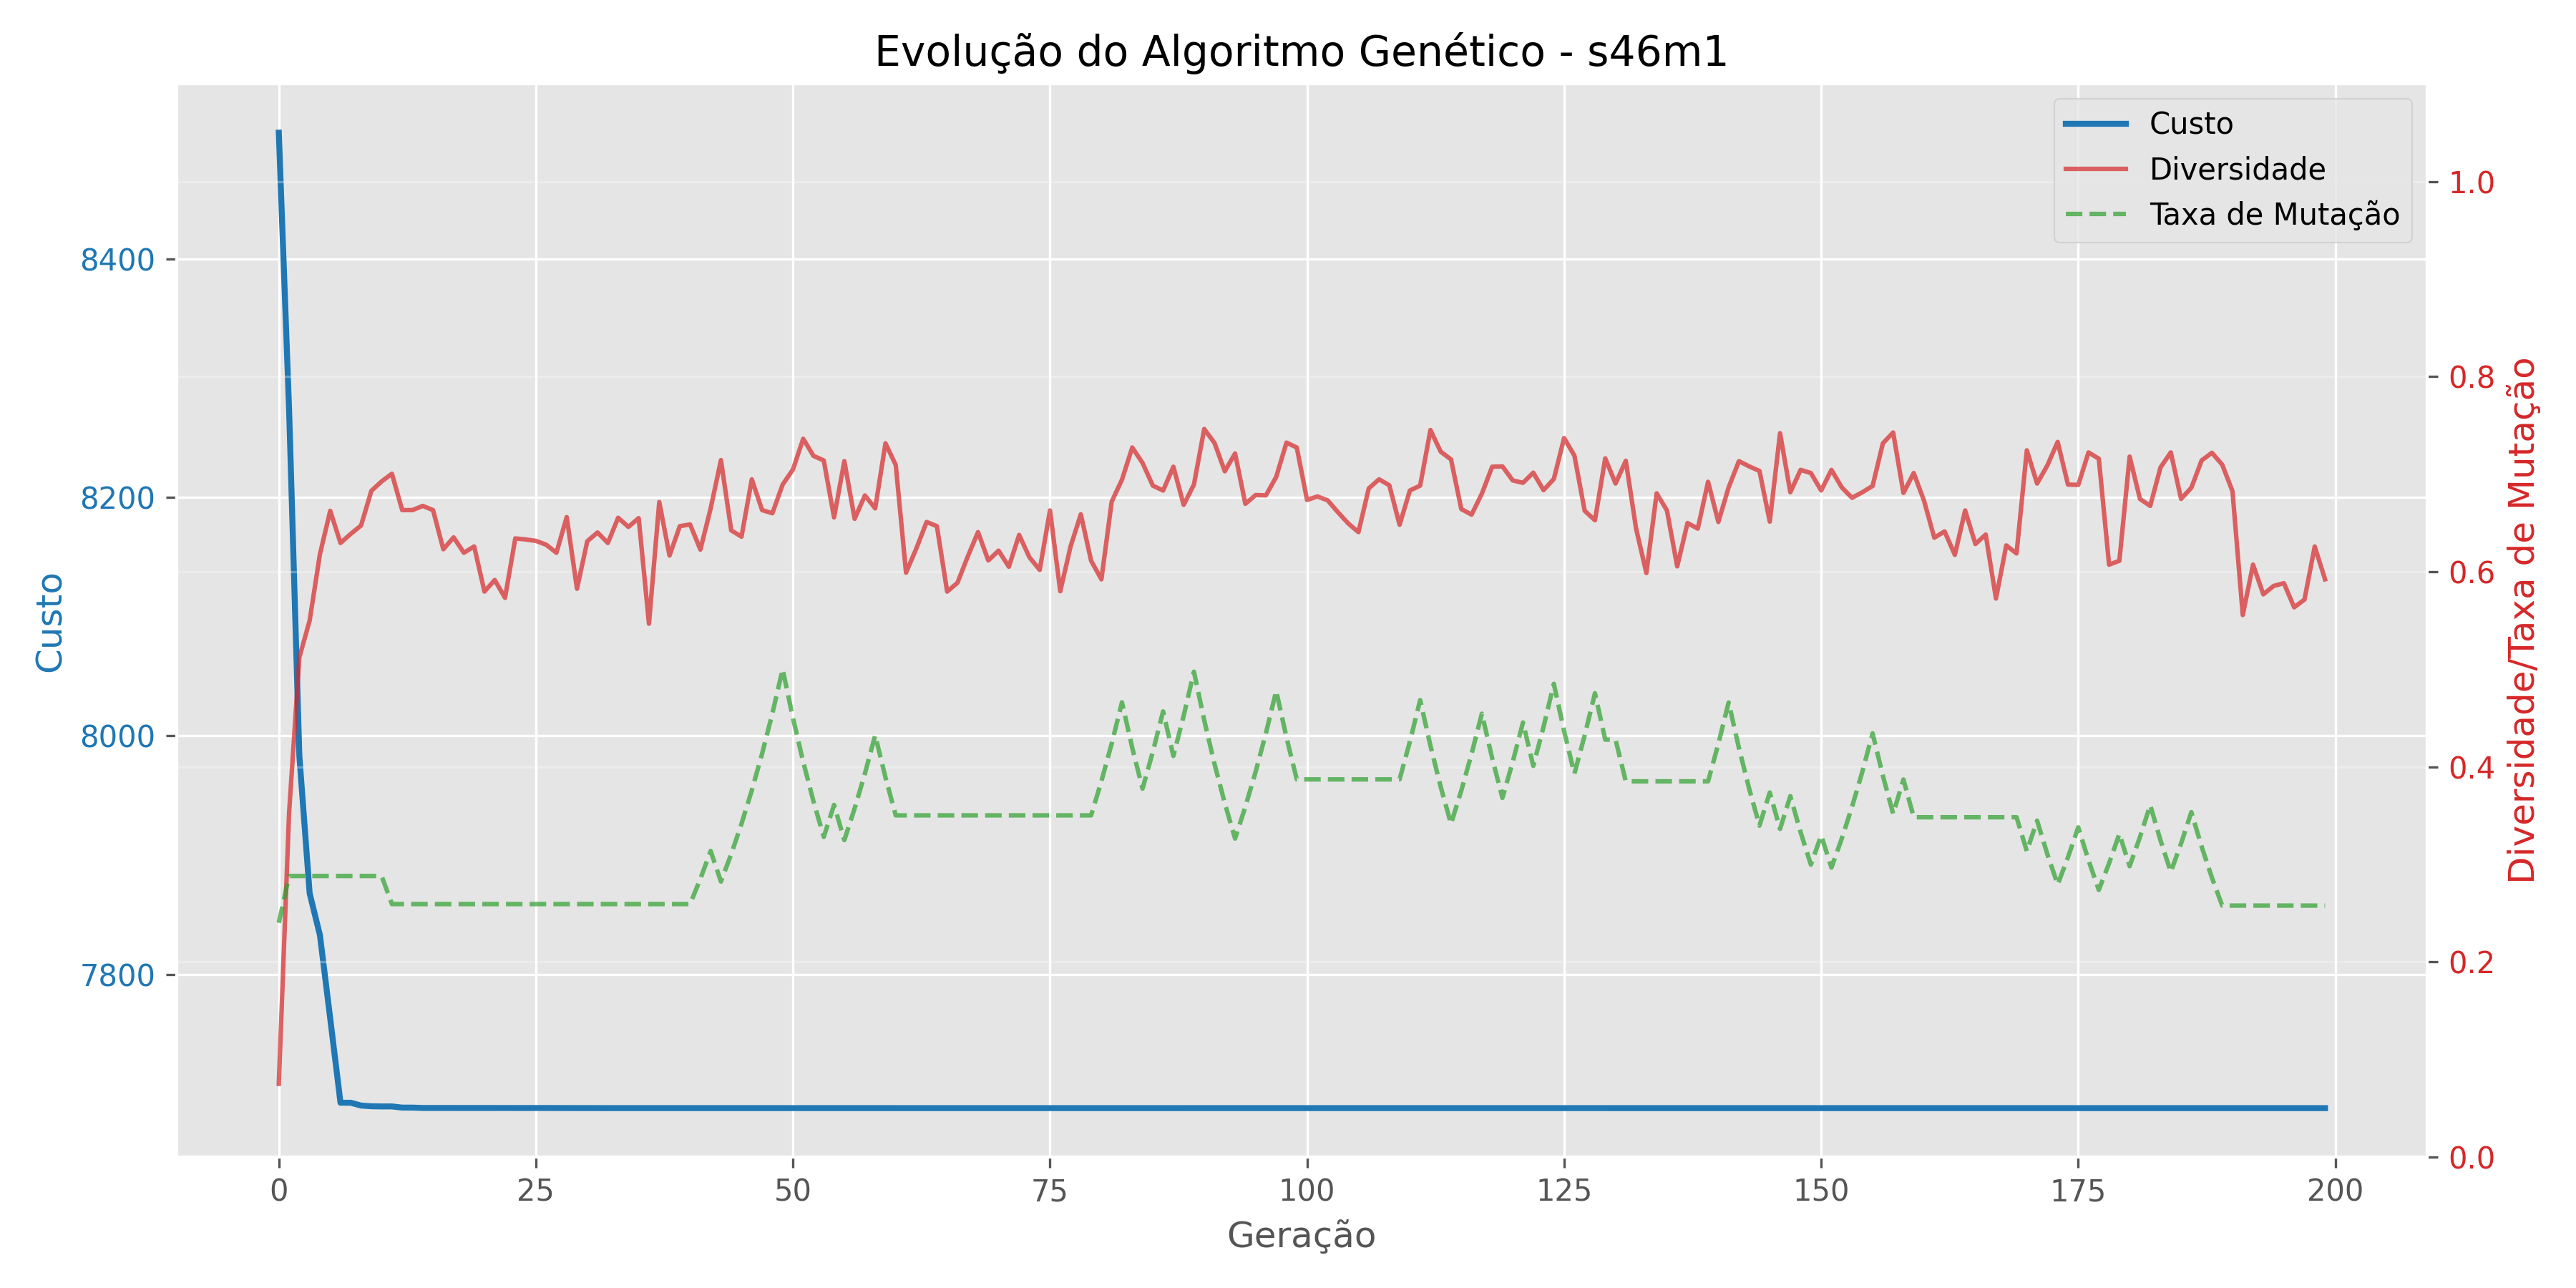 Evolução do Algoritmo Genético - s46m1
Custo
Diversidade
Taxa de Mutação
8400
8200
8000
7800
Custo
1.0
0.8
0.6
0.4
0.2
0.0
Diversidade/Taxa de Mutação
0 25 50 75 100 125 150 175 200
Geração